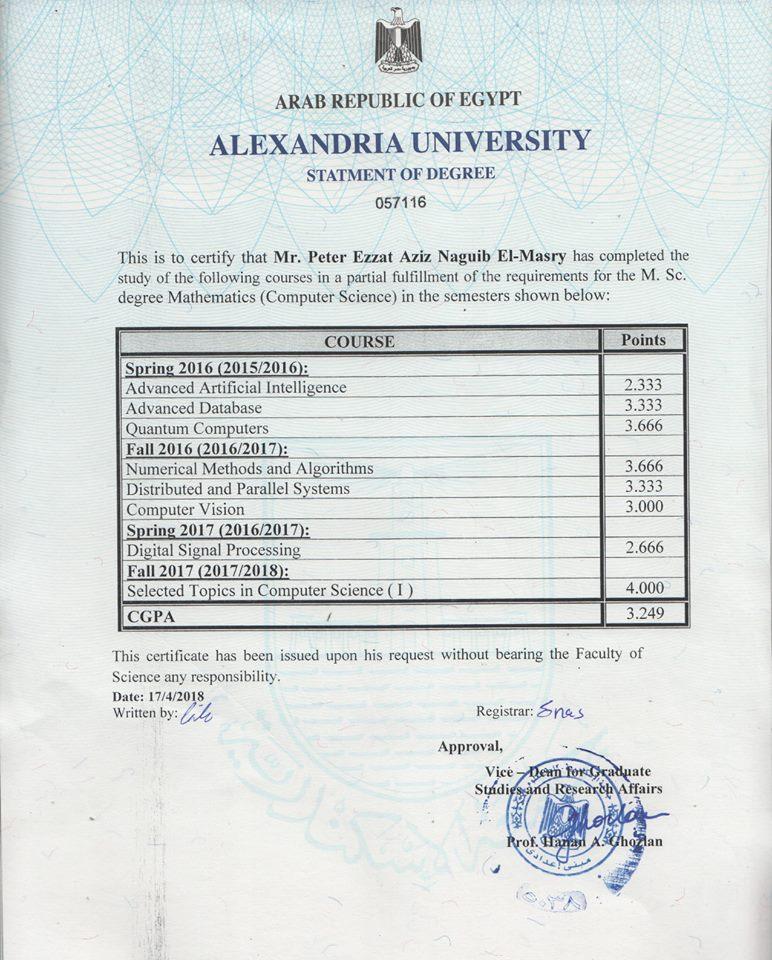 ARAB REPUBLIC OF EGYPT
ALEXANDRIA UNIVERSITY
STATMENT OF DEGREE
057116
This is to certify that Mr. Peter Ezzat Aziz Naguib El-Masry has completed the
study of the following courses in a partial fulfillment of the requirements for the M. Sc.
degree Mathematics (Computer Science) in the semesters shown below:
COURSE Points
Spring 2016 (2015/2016):
Advanced Artificial Intelligence 2.333
Advanced Database 3.333
Quantum Computers 3.666
Fall 2016 (2016/2017):
Numerical Methods and Algorithms 3.666
Distributed and Parallel Systems 3.333
Computer Vision 3.000
Spring 2017 (2016/2017):
Digital Signal Processing 2.666
Fall 2017 (2017/2018):
Selected Topics in Computer Science ( I ) 4.000
CGPA 3.249
This certificate has been issued upon his request without bearing the Faculty of
Science any responsibility.
Date: 17/4/2018
Written by:
Registrar: Enas
Approval,
Vice – Dean for Graduate
Studies and Research Affairs
Ghozlan
Prof. Hanan A. Ghozlan
٥٠٣٨